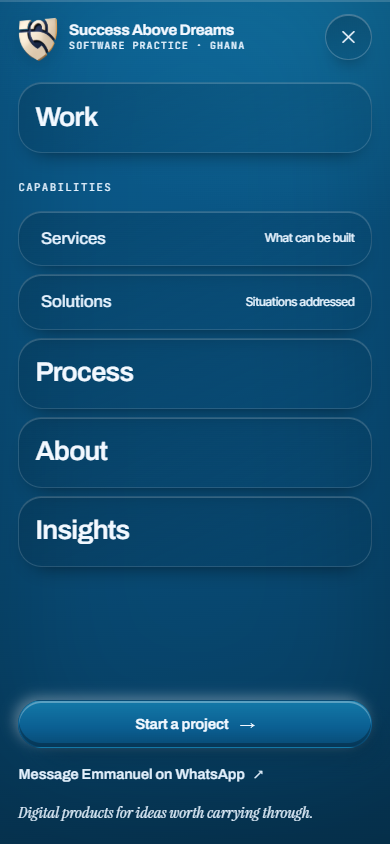 Success Above Dreams
SOFTWARE PRACTICE · GHANA
Work
CAPABILITIES
Services What can be built
Solutions Situations addressed
Process
About
Insights
Start a project →
Message Emmanuel on WhatsApp ↗
Digital products for ideas worth carrying through.